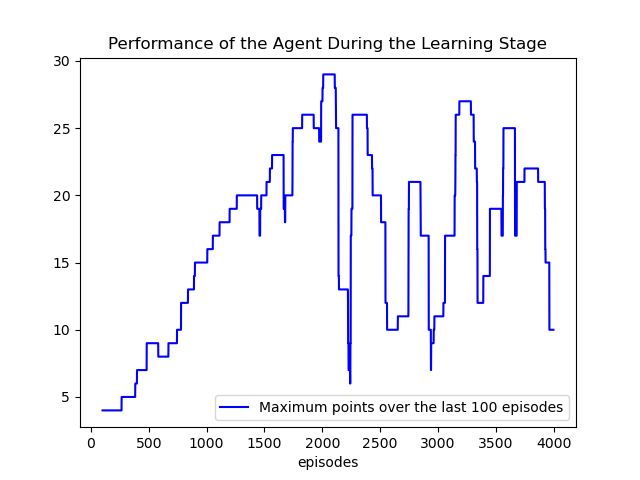 Performance of the Agent During the Learning Stage
30
25
20
15
10
5
Maximum points over the last 100 episodes
0 500 1000 1500 2000 2500 3000 3500 4000
episodes